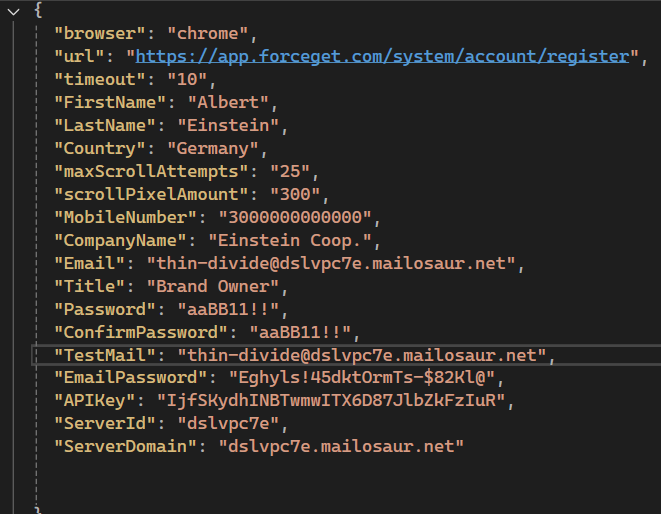 {
"browser": "chrome",
"url": "https://app.forceget.com/system/account/register",
"timeout": "10",
"FirstName": "Albert",
"LastName": "Einstein",
"Country": "Germany",
"maxScrollAttempts": "25",
"scrollPixelAmount": "300",
"MobileNumber": "3000000000000",
"CompanyName": "Einstein Coop.",
"Email": "thin-divide@dslvpc7e.mailosaur.net",
"Title": "Brand Owner",
"Password": "aaBB11!!",
"ConfirmPassword": "aaBB11!!",
"TestMail": "thin-divide@dslvpc7e.mailosaur.net",
"EmailPassword": "Eghyls!45dktOrmTs-$82Kl@",
"APIKey": "IjfSKydhINBTwmwITX6D87JlbZkFzIuR",
"ServerId": "dslvpc7e",
"ServerDomain": "dslvpc7e.mailosaur.net"
}